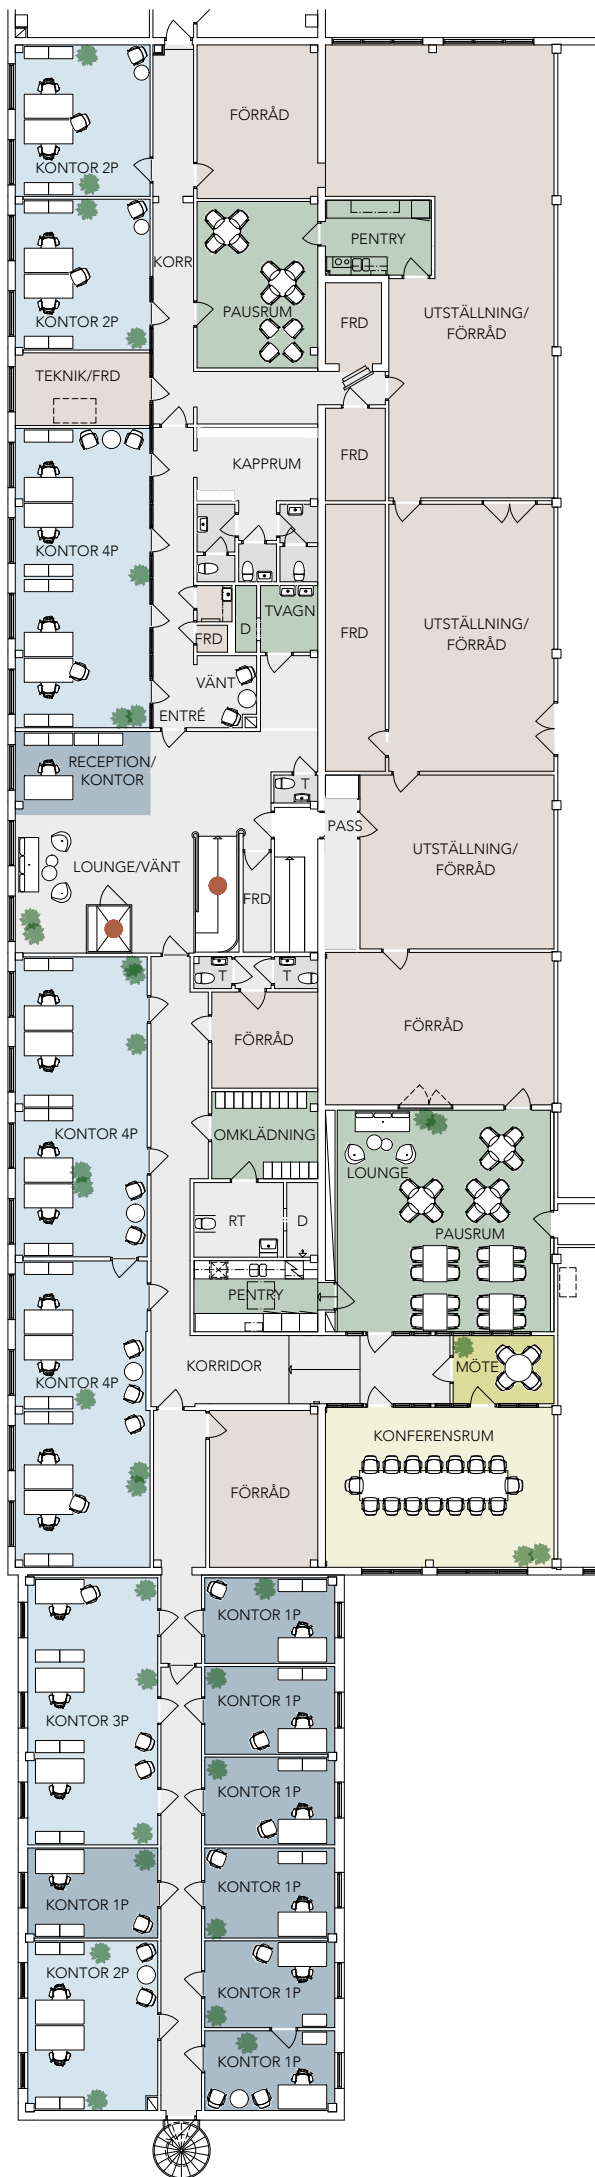 FÖRRÅD
KONTOR 2P
PENTRY
KORR
PAUSRUM
KONTOR 2P
FRD
UTSTÄLLNING/
FÖRRÅD
TEKNIK/FRD
KAPPRUM
FRD
KONTOR 4P
TVAGN
D
FRD
FRD
UTSTÄLLNING/
FÖRRÅD
VÄNT
ENTRÉ
RECEPTION/
KONTOR
T
PASS
UTSTÄLLNING/
FÖRRÅD
LOUNGE/VÄNT
FRD
T
T
FÖRRÅD
FÖRRÅD
KONTOR 4P
OMKLÄDNING
LOUNGE
RT
D
PAUSRUM
PENTRY
KORRIDOR
MÖTE
KONTOR 4P
KONFERENSRUM
FÖRRÅD
KONTOR 1P
KONTOR 1P
KONTOR 3P
KONTOR 1P
KONTOR 1P
KONTOR 1P
KONTOR 2P
KONTOR 1P
KONTOR 1P